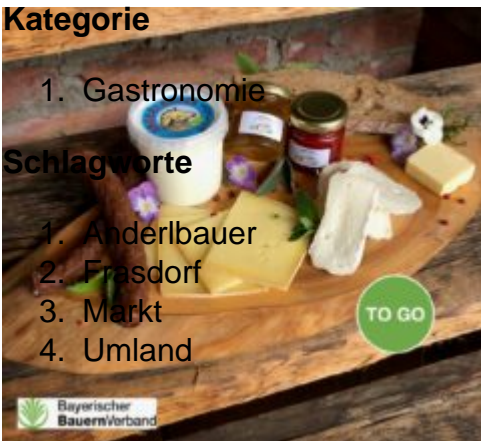 Kategorie
1. Gastronomie
Schlagworte
1. Anderlbauer
2. Frasdorf
3. Markt
4. Umland
TO GO
Bayerischer
BauernVerband